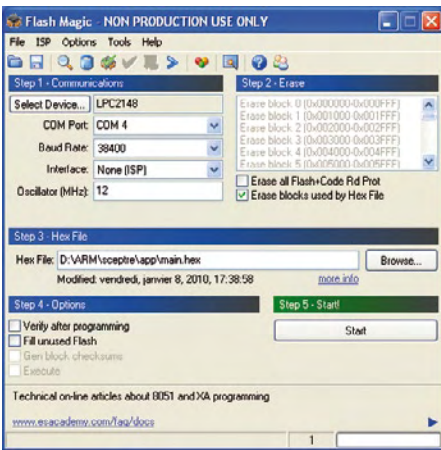 Flash Magic - NON PRODUCTION USE ONLY
File ISP Options Tools Help
Step 1 - Communications
Select Device... LPC2148
COM Port: COM 4
Baud Rate: 38400
Interface: None (ISP)
Oscillator (MHz): 12
Step 2 - Erase
Erase block 0 (0x000000-0x000FFF)
Erase block 1 (0x001000-0x001FFF)
Erase block 2 (0x002000-0x002FFF)
Erase block 3 (0x003000-0x003FFF)
Erase block 4 (0x004000-0x004FFF)
Erase block 5 (0x005000-0x005FFF)
Erase all Flash+Code Rd Prot
Erase blocks used by Hex File
Step 3 - Hex File
Hex File: D:\ARM\sceptre\app\main.hex Browse...
Modified: vendredi, janvier 8, 2010, 17:38:58 more info
Step 4 - Options
Verify after programming
Fill unused Flash
Gen block checksums
Execute
Step 5 - Start!
Start
Technical on-line articles about 8051 and XA programming
www.esacademy.com/faq/docs
1